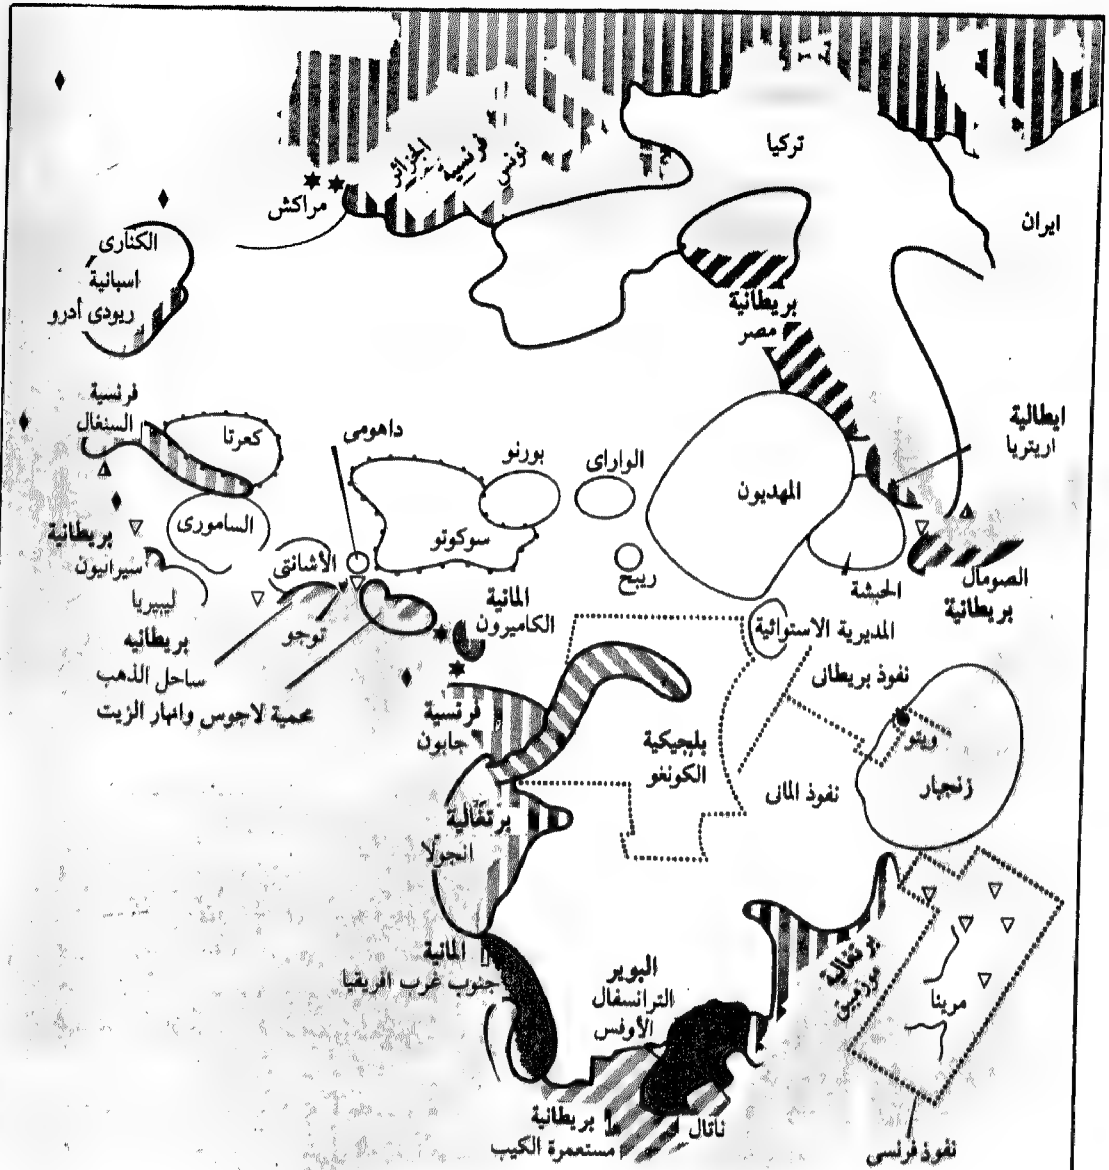 تركيا
ايران
الجزائر
فرنسية
تونس
مراكش
الكنارى
اسبانية
ريودى أدرو
بريطانية
مصر
فرنسية
السنغال
كعرتا
داهومى
بورنو
الواراى
المهديون
ايطالية
اريتريا
سوكوتو
السامورى
بريطانية
سيراليون
ليبيريا
الأشانتى
ربيح
الحبشة
الصومال
بريطانية
المانية
الكاميرون
المديرية الاستوائية
توجو
بريطانيه
ساحل الذهب
محمية لاجوس وانهار الزيت
نفوذ بريطانى
ويتو
زنجبار
فرنسية
جابون
بلجيكية
الكونغو
نفوذ المانى
برتغالية
انجولا
المانية
جنوب غرب افريقيا
البوير
الترانسفال
الأونس
برتغالية
موزمبيق
مرينا
بريطانية
مستعمرة الكيب
ناتال
نفوذ فرنسى